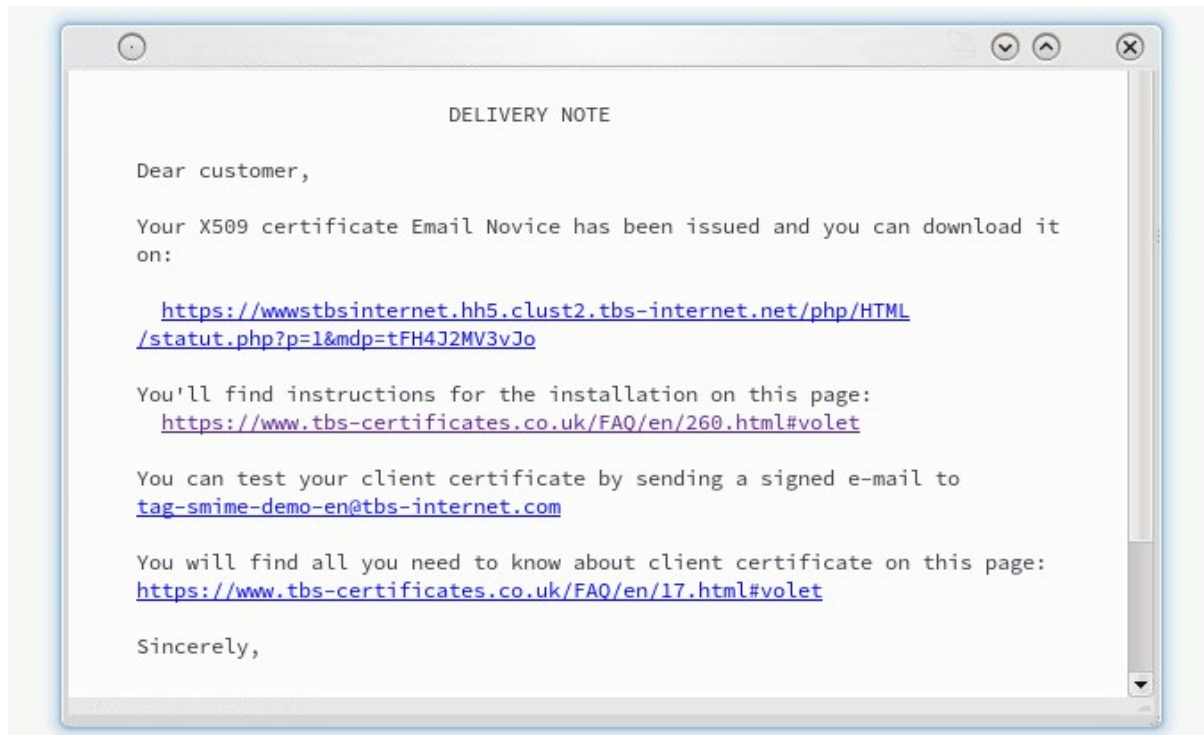 DELIVERY NOTE
Dear customer,
Your X509 certificate Email Novice has been issued and you can download it
on:
https://wwwstbsinternet.hh5.clust2.tbs-internet.net/php/HTML
/statut.php?p=1&mdp=tFH4J2MV3vJo
You'll find instructions for the installation on this page:
https://www.tbs-certificates.co.uk/FAQ/en/260.html#volet
You can test your client certificate by sending a signed e-mail to
tag-smime-demo-en@tbs-internet.com
You will find all you need to know about client certificate on this page:
https://www.tbs-certificates.co.uk/FAQ/en/17.html#volet
Sincerely,